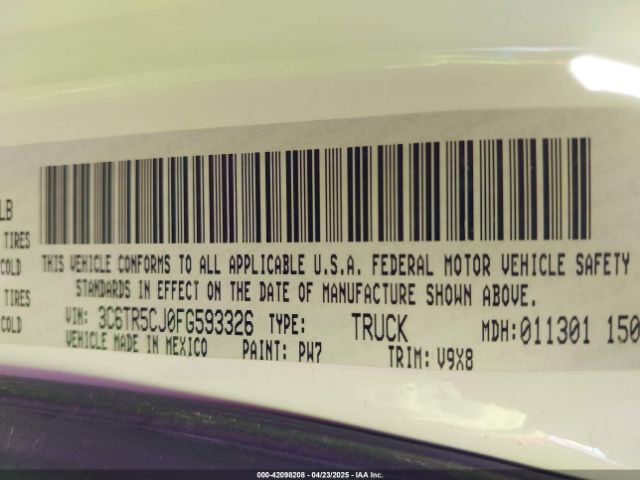 LB
TIRES
COLD
TIRES
COLD
THIS VEHICLE CONFORMS TO ALL APPLICABLE U.S.A. FEDERAL MOTOR VEHICLE SAFETY
STANDARDS IN EFFECT ON THE DATE OF MANUFACTURE SHOWN ABOVE.
VIN: 3C6TR5CJ0FG593326 TYPE: TRUCK MDH:011301 150
VEHICLE MADE IN MEXICO PAINT: PW7 TRIM: V9X8
000-42098208 - 04/23/2025 - IAA Inc.